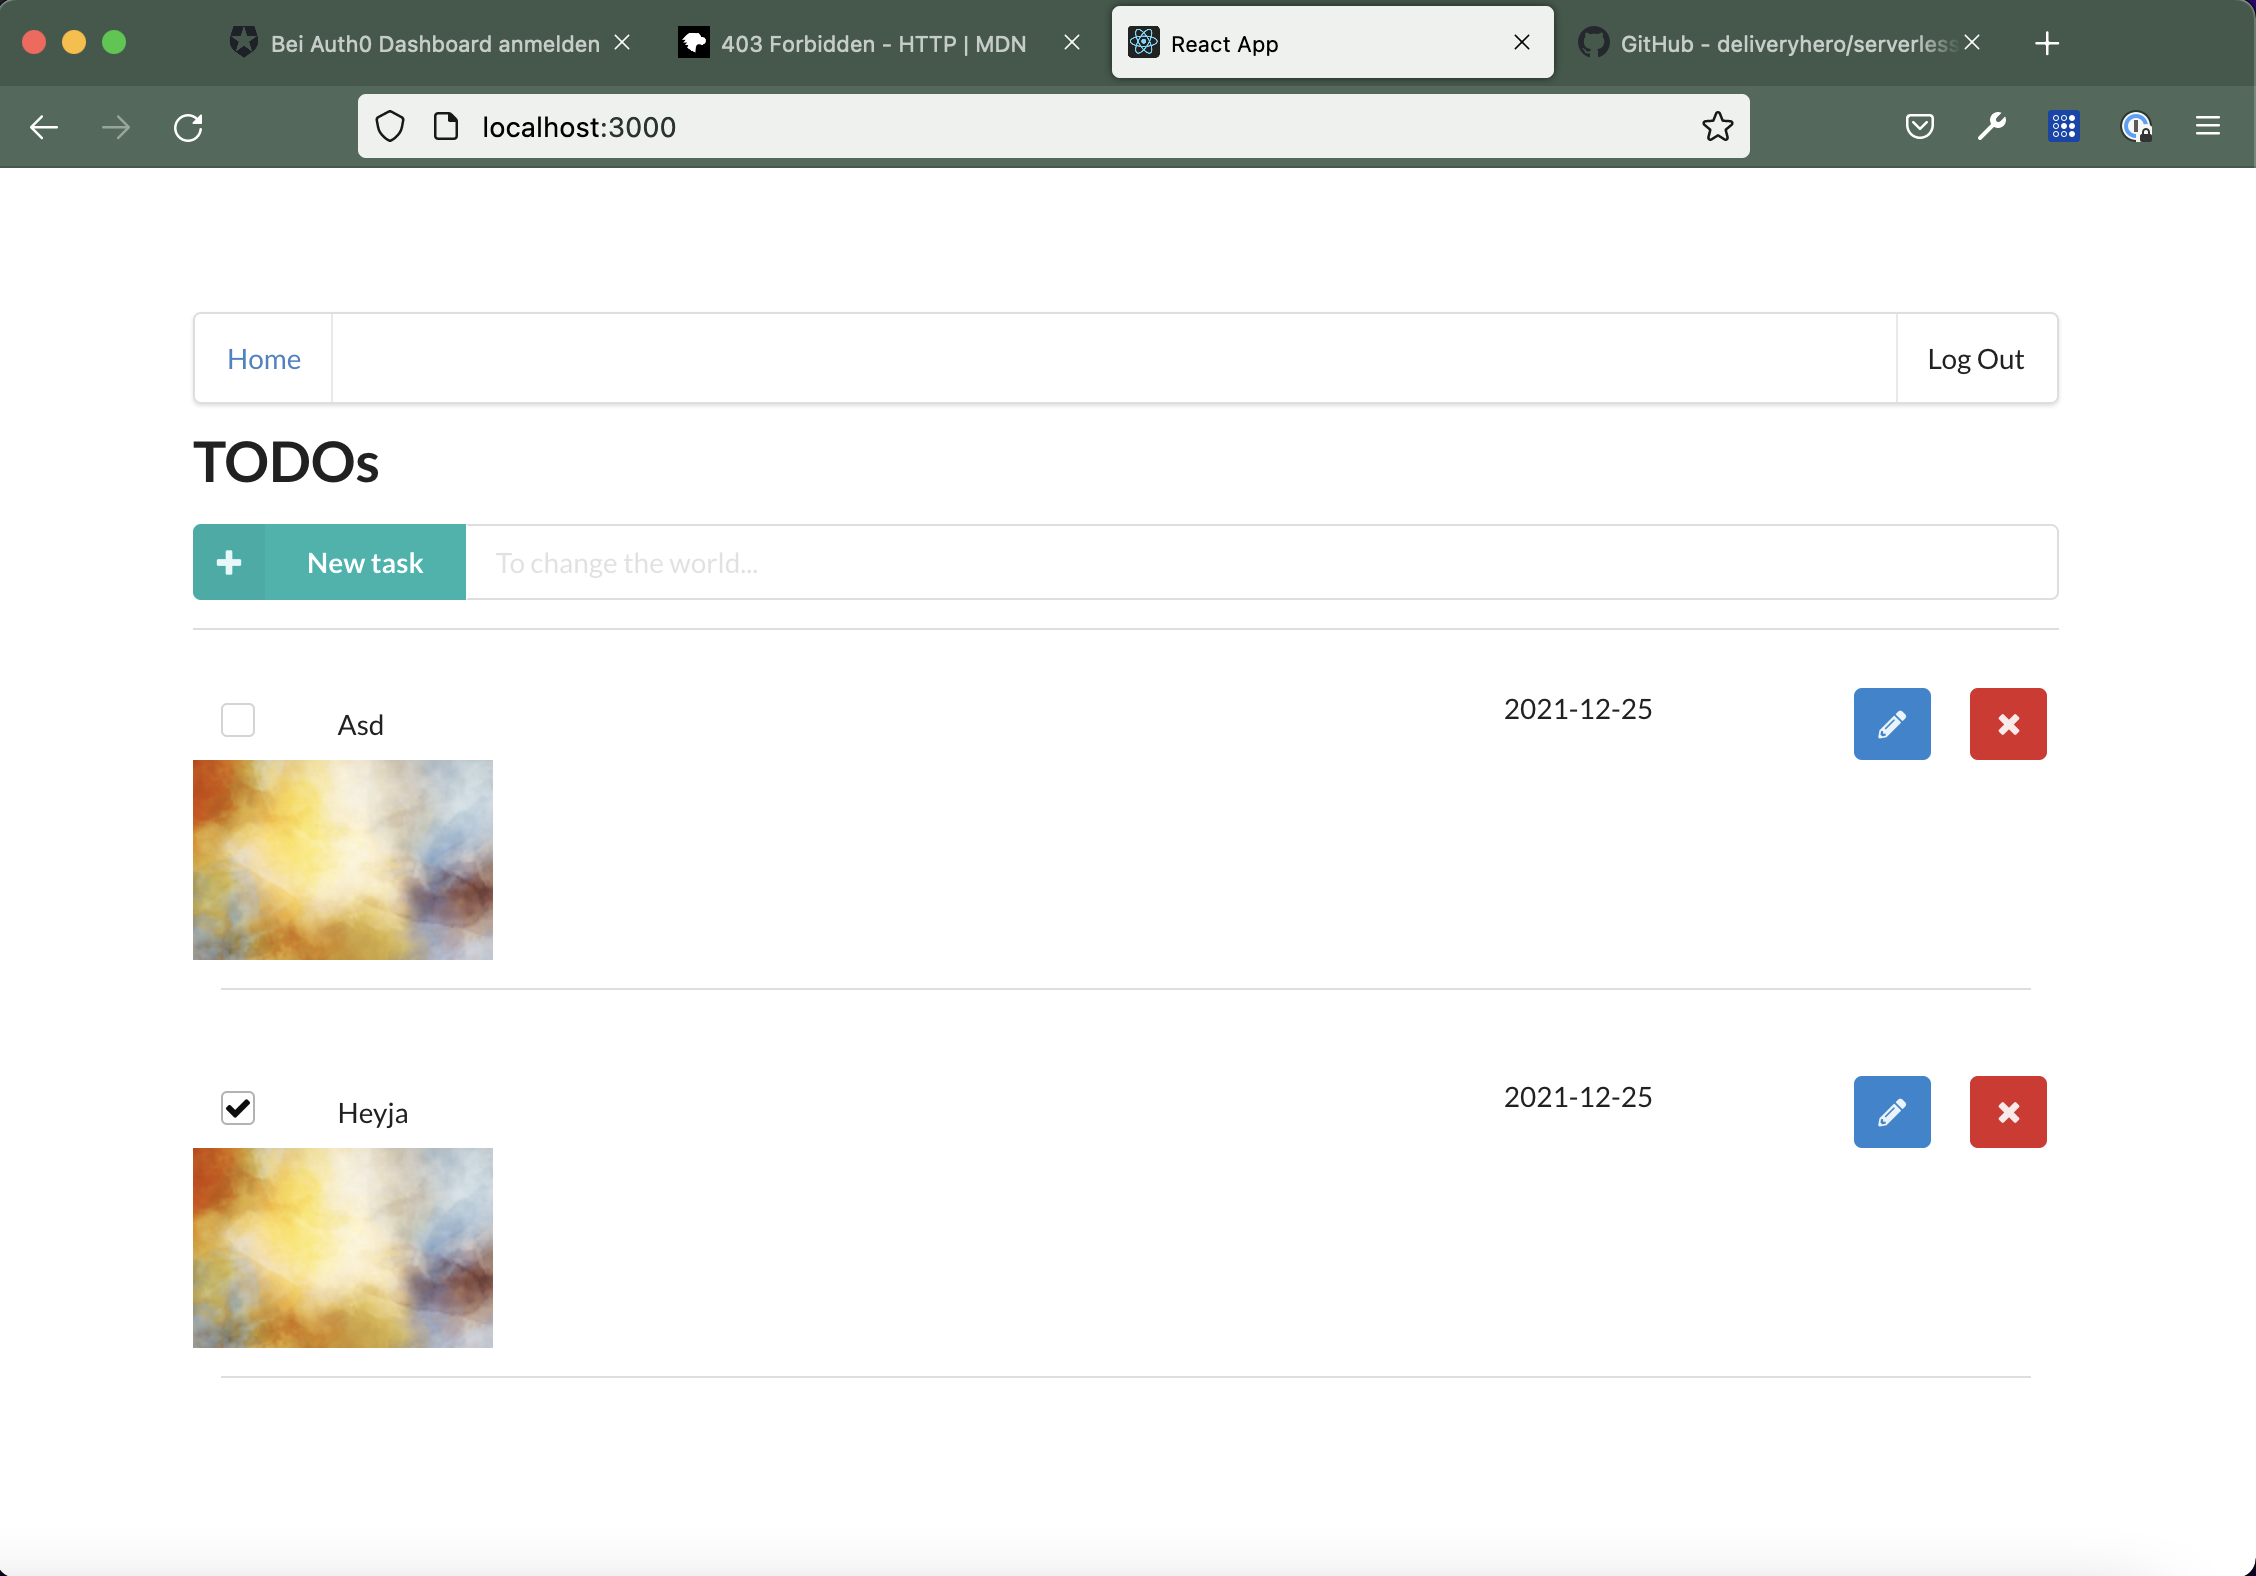 Bei Auth0 Dashboard anmelden
403 Forbidden - HTTP | MDN
React App
GitHub - deliveryhero/serverless
localhost:3000
Home
Log Out
TODOs
New task
To change the world...
Asd
2021-12-25
Heyja
2021-12-25